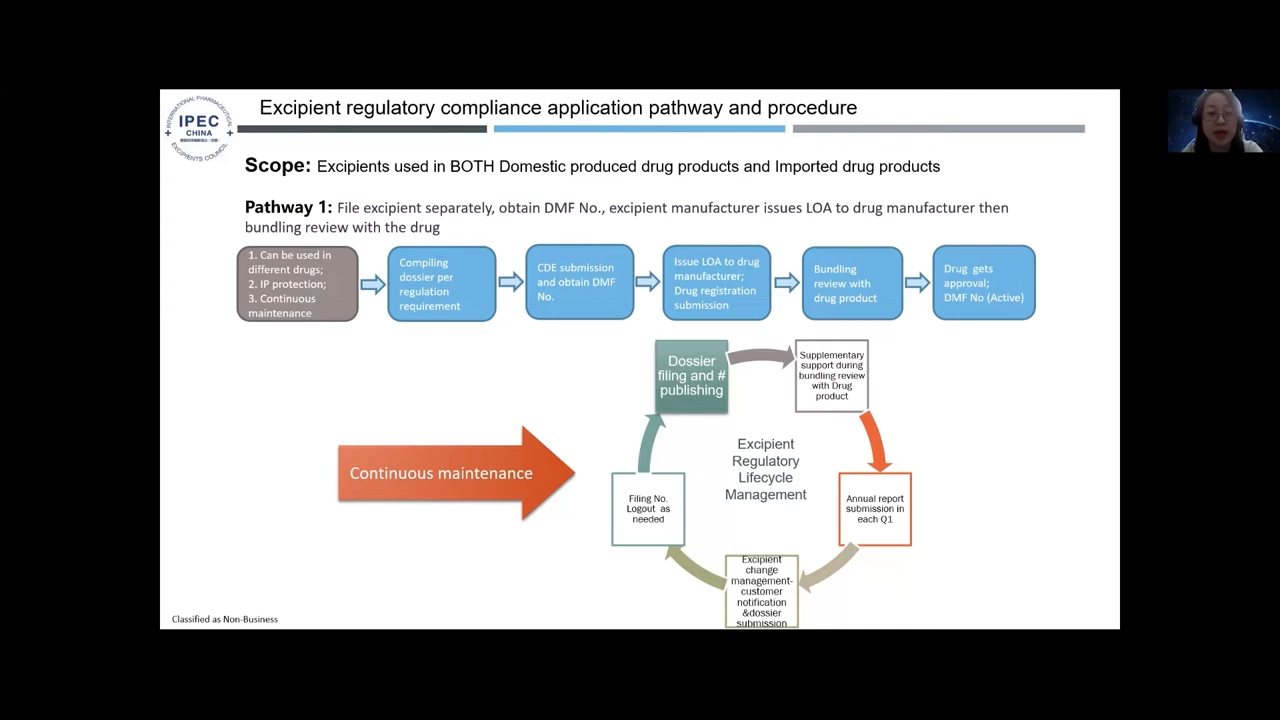 INTERNATIONAL PHARMACEUTICAL
IPEC
CHINA
EXCIPIENTS COUNCIL
Excipient regulatory compliance application pathway and procedure
Scope: Excipients used in BOTH Domestic produced drug products and Imported drug products
Pathway 1: File excipient separately, obtain DMF No., excipient manufacturer issues LOA to drug manufacturer then
bundling review with the drug
1. Can be used in
different drugs;
2. IP protection;
3. Continuous
maintenance
Compiling
dossier per
regulation
requirement
CDE submission
and obtain DMF
No.
Issue LOA to drug
manufacturer;
Drug registration
submission
Bundling
review with
drug product
Drug gets
approval;
DMF No (Active)
Dossier
filing and #
publishing
Supplementary
support during
bundling review
with Drug
product
Annual report
submission in
each Q1
Excipient
change
management-
customer
notification
&dossier
submission
Filing No.
Logout as
needed
Excipient
Regulatory
Lifecycle
Management
Continuous maintenance
Classified as Non-Business